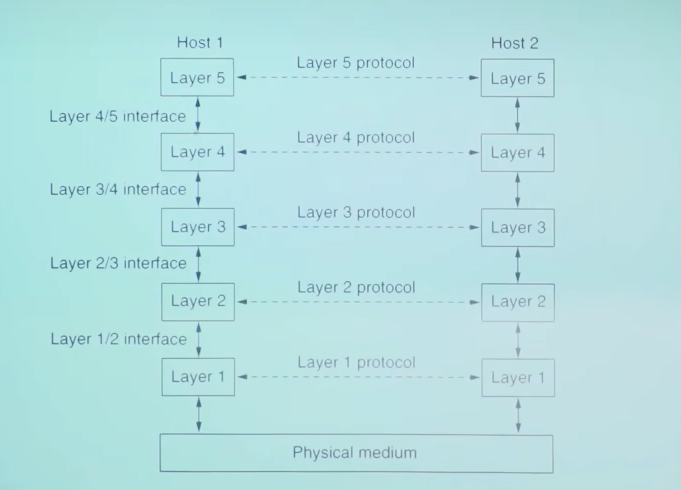 Host 1
Host 2
Layer 5 protocol
Layer 5
Layer 5
Layer 4/5 interface
Layer 4 protocol
Layer 4
Layer 4
Layer 3/4 interface
Layer 3 protocol
Layer 3
Layer 3
Layer 2/3 interface
Layer 2 protocol
Layer 2
Layer 2
Layer 1/2 interface
Layer 1 protocol
Layer 1
Layer 1
Physical medium